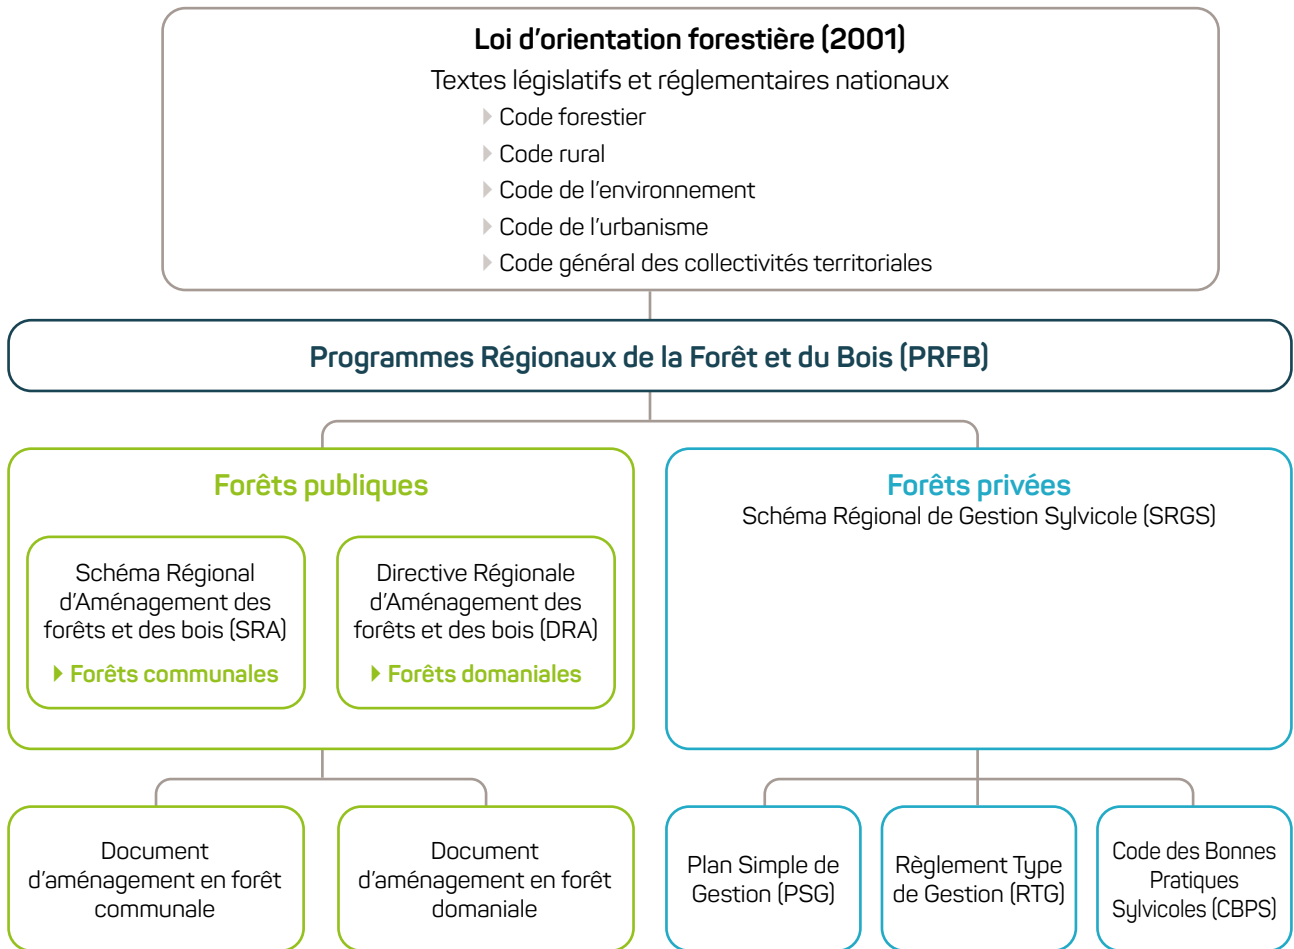 Loi d'orientation forestière (2001)
Textes législatifs et réglementaires nationaux
Code forestier
Code rural
Code de l'environnement
Code de l'urbanisme
Code général des collectivités territoriales
Programmes Régionaux de la Forêt et du Bois (PRFB)
Forêts publiques
Schéma Régional
d'Aménagement des
forêts et des bois (SRA)
Forêts communales
Directive Régionale
d'Aménagement des
forêts et des bois (DRA)
Forêts domaniales
Forêts privées
Schéma Régional de Gestion Sylvicole (SRGS)
Document
d'aménagement en forêt
communale
Document
d'aménagement en forêt
domaniale
Plan Simple de
Gestion (PSG)
Règlement Type
de Gestion (RTG)
Code des Bonnes
Pratiques
Sylvicoles (CBPS)